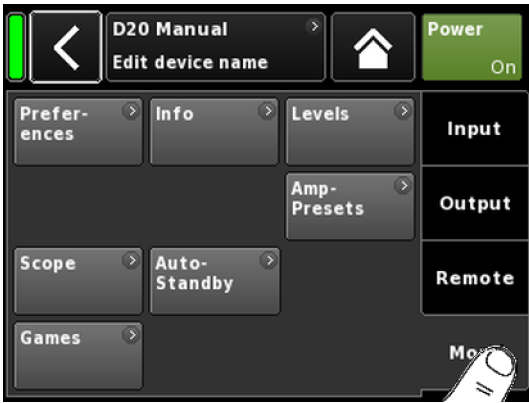 D20 Manual
Edit device name
Power
On
Prefer-
ences
Info
Levels
Input
Amp-
Presets
Output
Scope
Auto-
Standby
Remote
Games